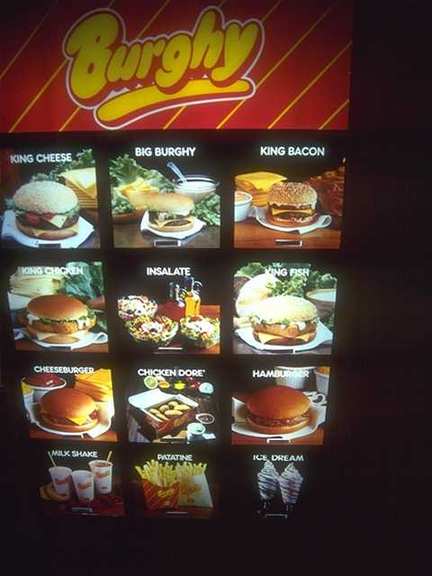 Burghy
KING CHEESE
BIG BURGHY
KING BACON
KING CHICKEN
INSALATE
KING FISH
CHEESEBURGER
CHICKEN DORE'
HAMBURGER
MILK SHAKE
PATATINE
ICE DREAM